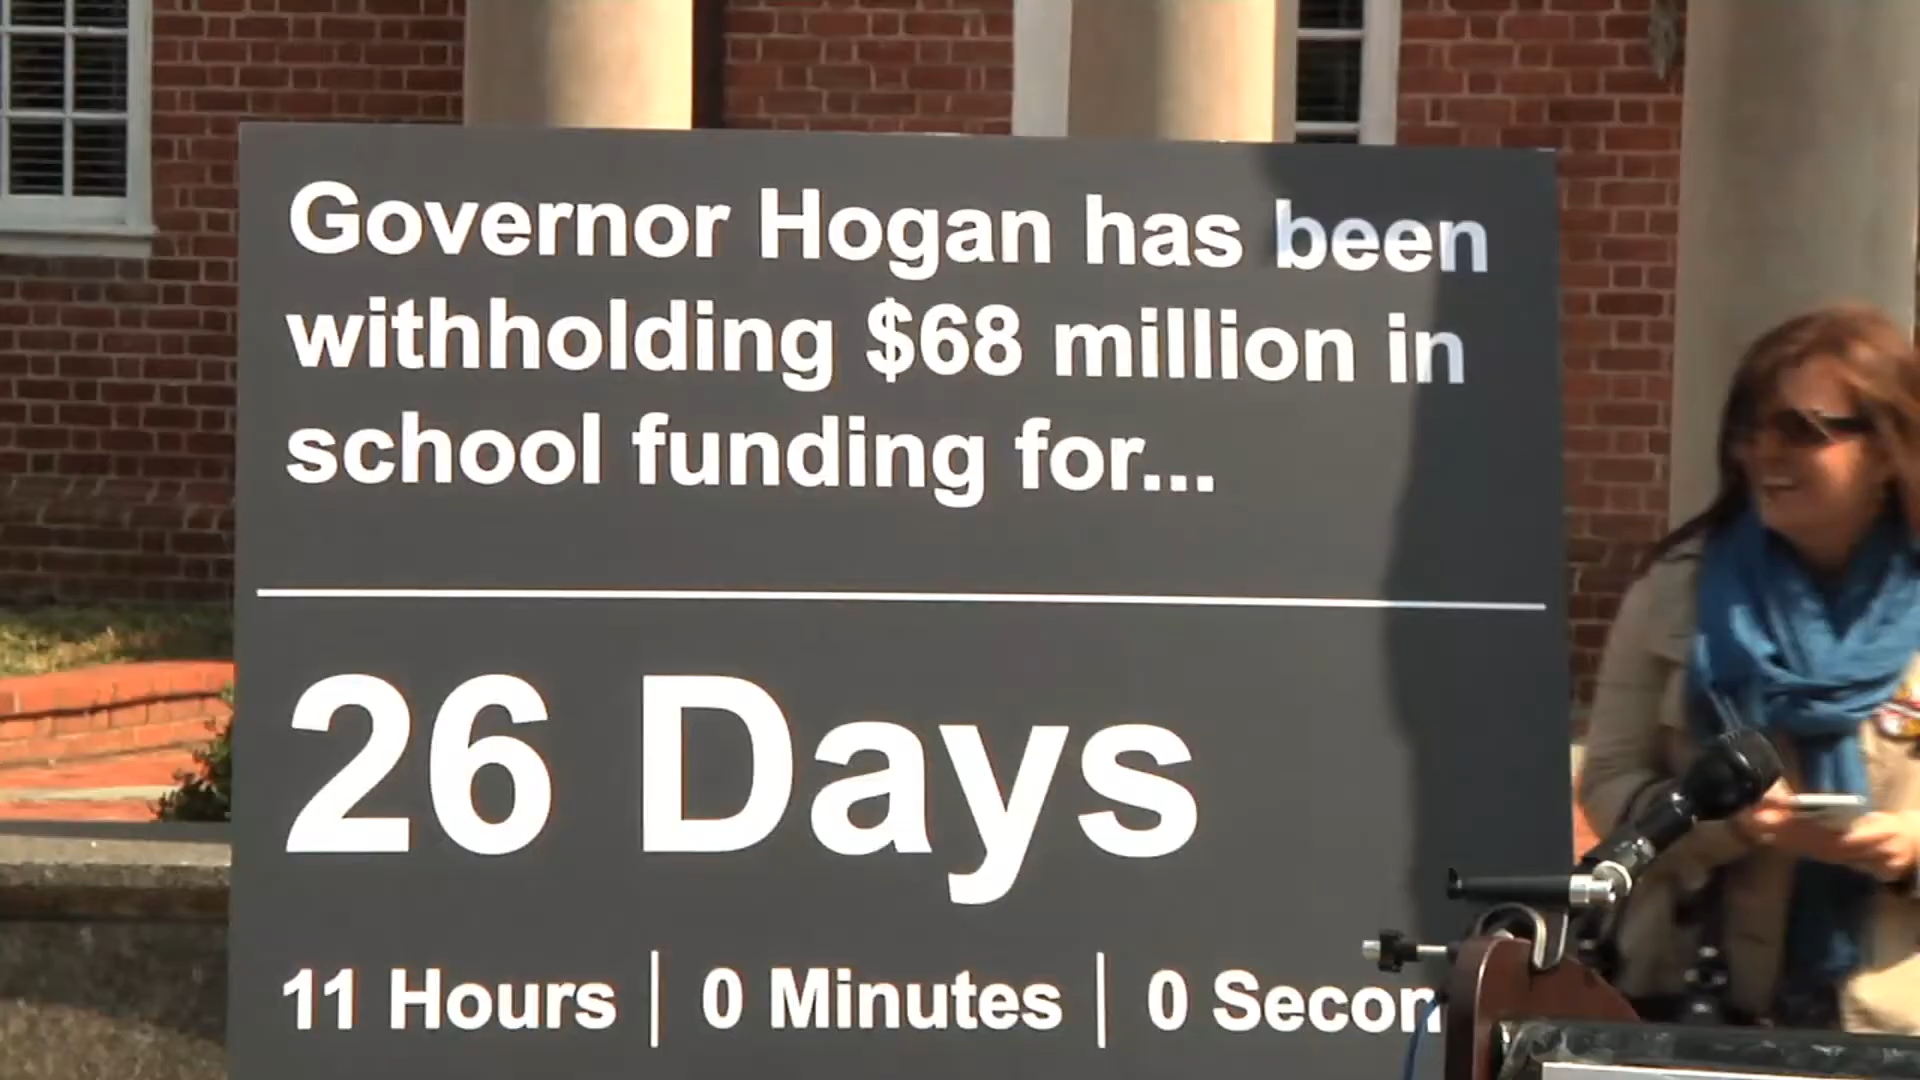 Governor Hogan has been
withholding $68 million in
school funding for...
26 Days
11 Hours | 0 Minutes | 0 Secon